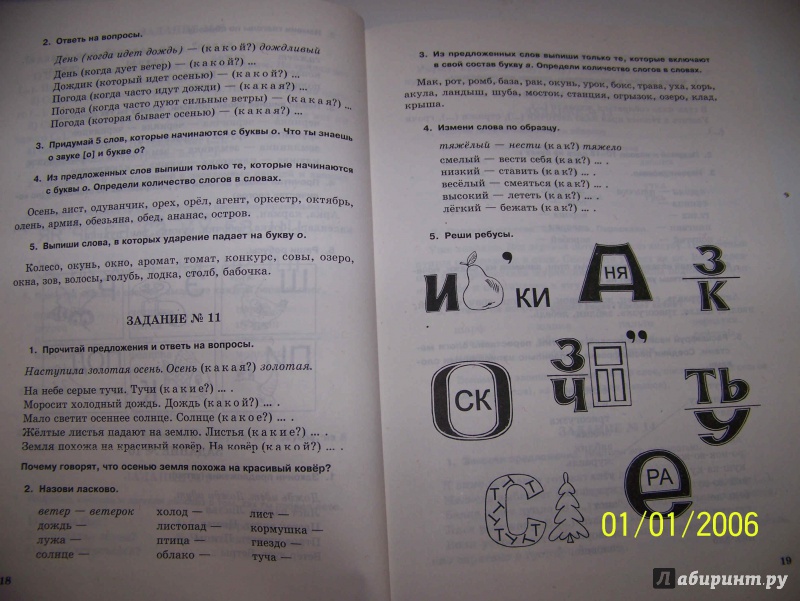 2. Ответь на вопросы.
День (когда идет дождь) — (к а к о й?) дождливый
День (когда дует ветер) — (к а к о й?) ...
Дождик (который идет осенью) — (к а к о й?) ...
Погода (когда часто идут дожди) — (к а к а я?) ...
Погода (когда часто дуют сильные ветры) — (к а к а я?) ...
Погода (которая бывает осенью) — (к а к а я?) ...
3. Придумай 5 слов, которые начинаются с буквы о. Что ты знаешь
о звуке [о] и букве о?
4. Из предложенных слов выпиши только те, которые начинаются
с буквы о. Определи количество слогов в словах.
Осень, аист, одуванчик, орех, орёл, агент, оркестр, октябрь,
олень, армия, обезьяна, обед, ананас, остров.
5. Выпиши слова, в которых ударение падает на букву о.
Колесо, окунь, окно, аромат, томат, конкурс, совы, озеро,
окна, зов, волосы, голубь, лодка, столб, бабочка.
ЗАДАНИЕ № 11
1. Прочитай предложения и ответь на вопросы.
Наступила золотая осень. Осень (к а к а я?) золотая.
На небе серые тучи. Тучи (к а к и е?) ... .
Моросит холодный дождь. Дождь (к а к о й?) ... .
Мало светит осеннее солнце. Солнце (к а к о е?) ... .
Жёлтые листья падают на землю. Листья (к а к и е?) ... .
Земля похожа на красивый ковёр. На ковёр (к а к о й?) ... .
Почему говорят, что осенью земля похожа на красивый ковёр?
2. Назови ласково.
ветер — ветерок холод — лист —
дождь — листопад — кормушка —
лужа — птица — гнездо —
солнце — облако — туча —
18
3. Из предложенных слов выпиши только те, которые включают
в свой состав букву а. Определи количество слогов в словах.
Мак, рот, ромб, база, рак, окунь, урок, бокс, трава, уха, хорь,
акула, ландыш, шуба, мосток, станция, огрызок, озеро, клад,
крыша.
4. Измени слова по образцу.
тяжёлый — нести (к а к?) тяжело
смелый — вести себя (к а к?) ... .
низкий — ставить (к а к?) ... .
весёлый — смеяться (к а к?) ... .
высокий — лететь (к а к?) ... .
лёгкий — бежать (к а к?) ... .
5. Реши ребусы.
И ' ' КИ
А НЯ
З
К
О СК
З
Ч ''
ТЬ
У
С Т Т Т Т Т
е РА
01/01/2006
19
Лабиринт.ру